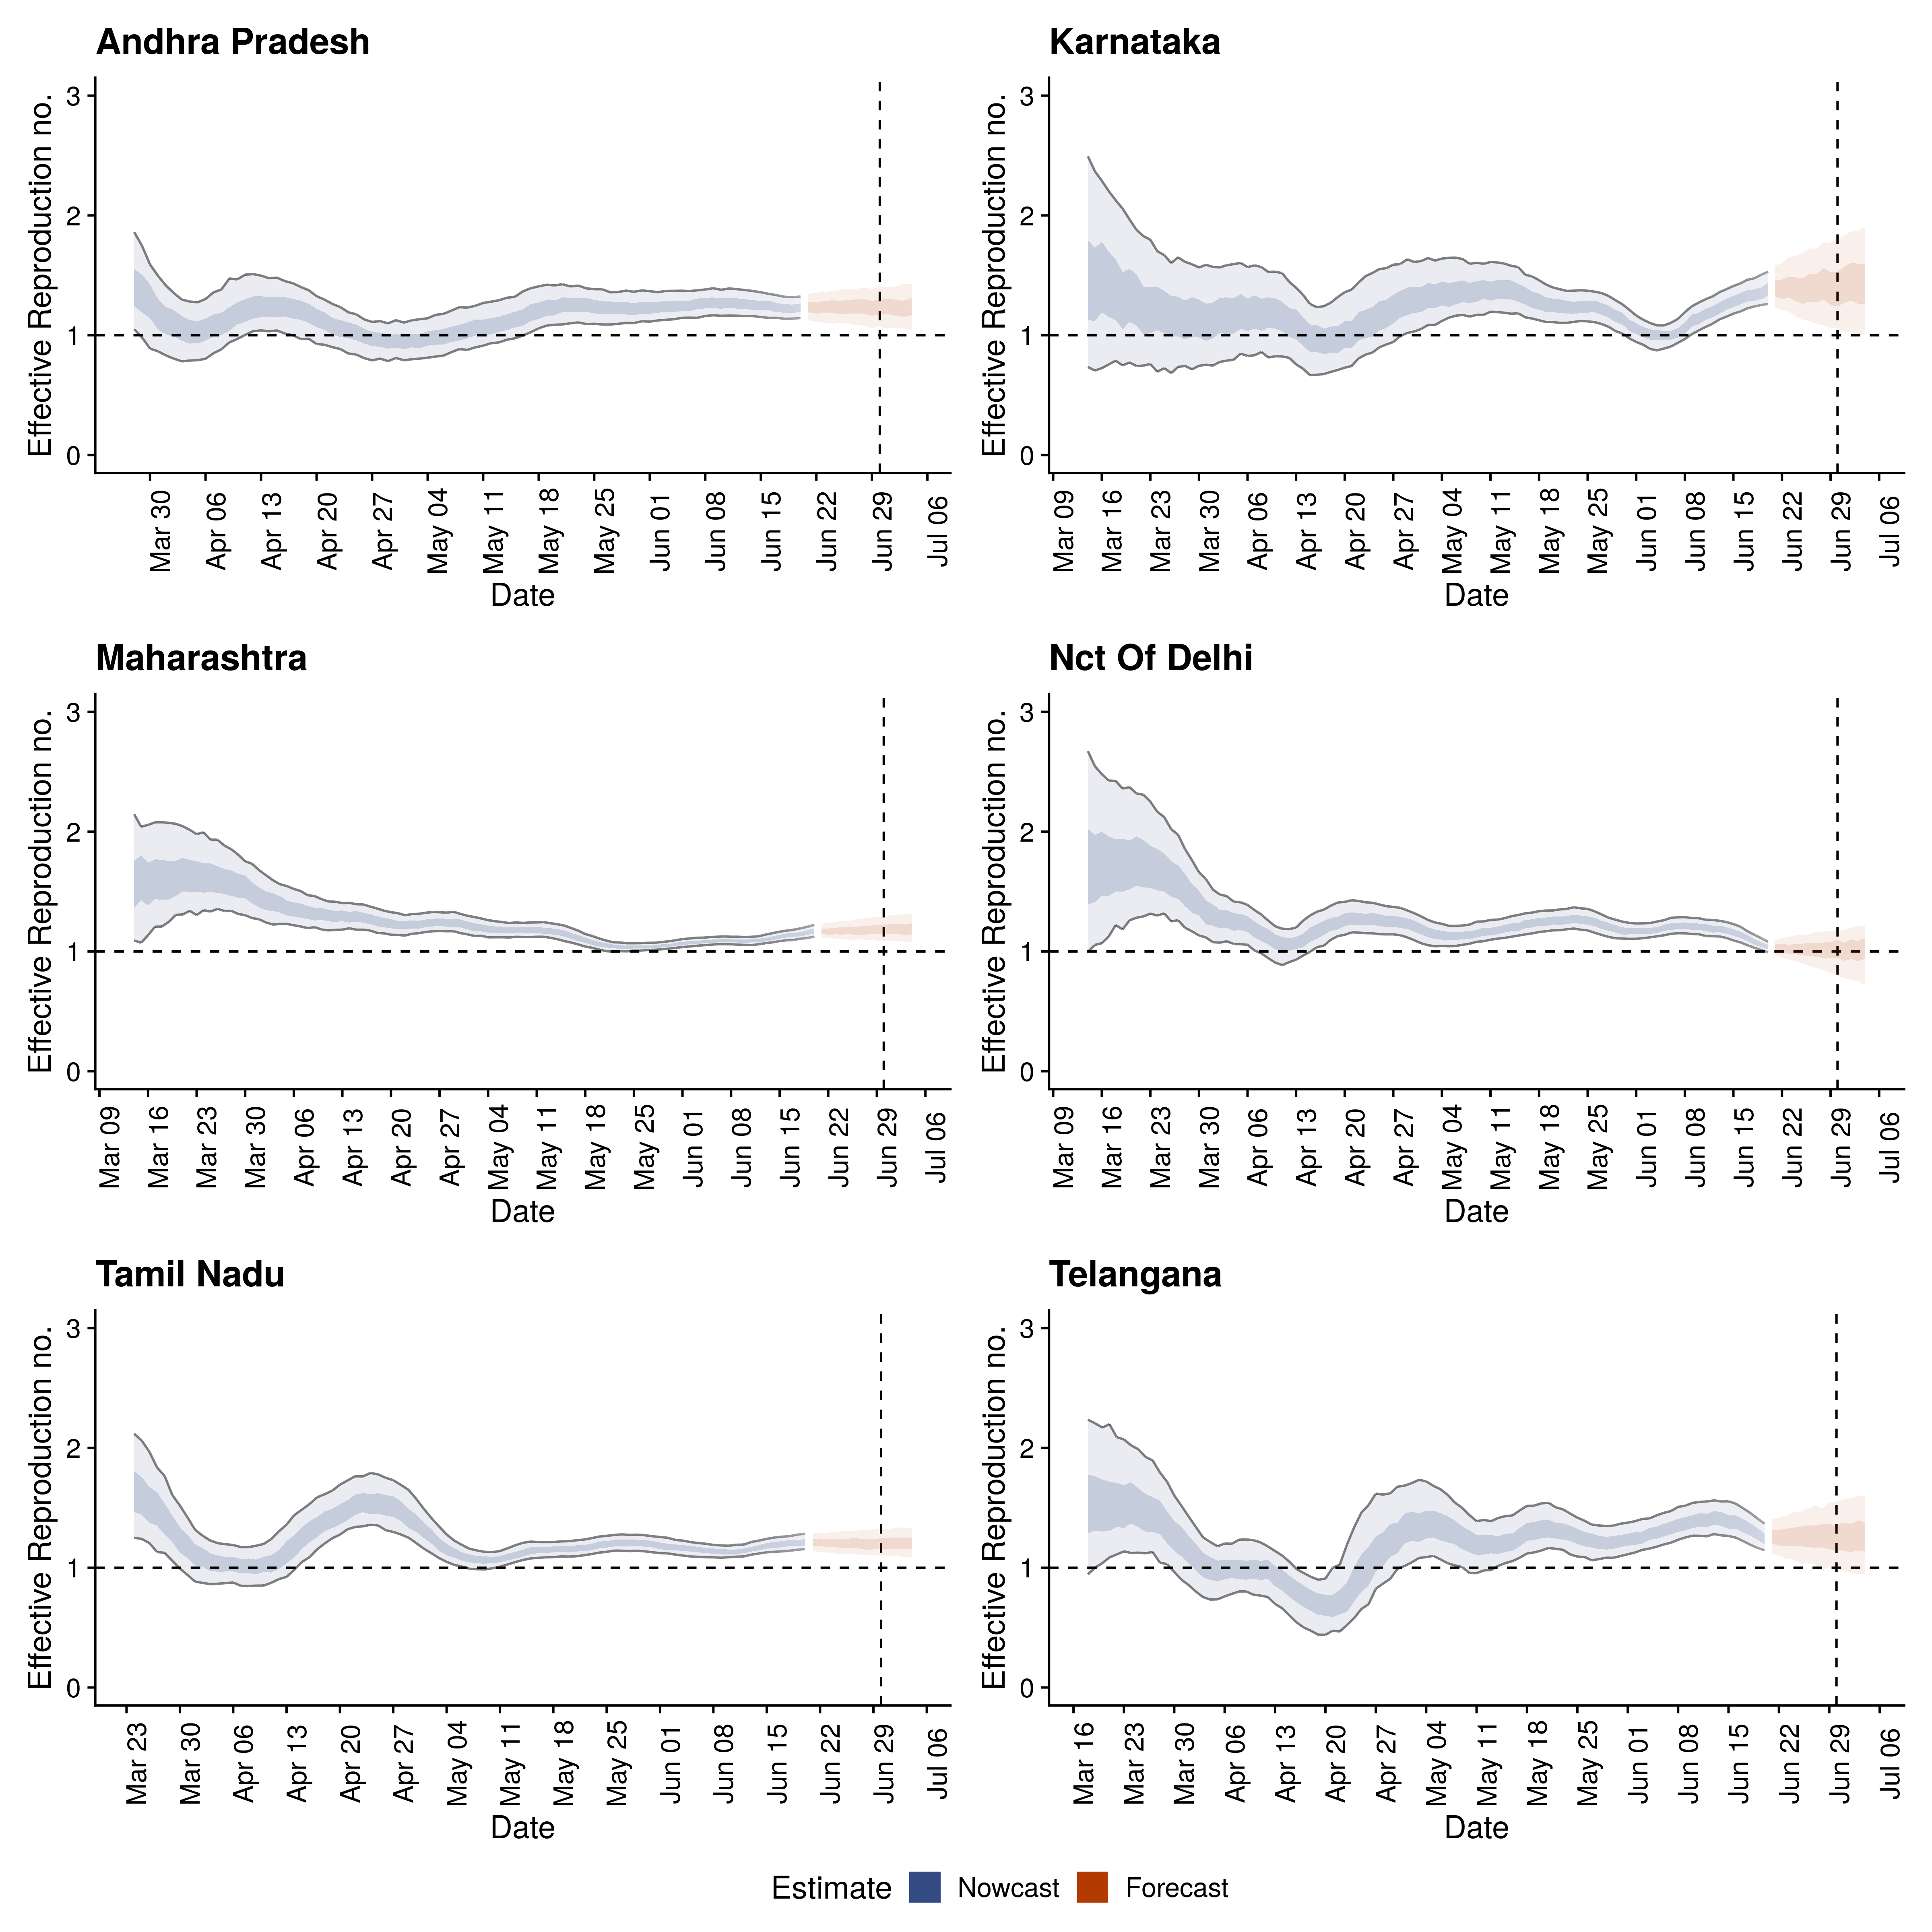 Andhra Pradesh
Effective Reproduction no.
3
2
1
0
Mar 30
Apr 06
Apr 13
Apr 20
Apr 27
May 04
May 11
May 18
May 25
Jun 01
Jun 08
Jun 15
Jun 22
Jun 29
Jul 06
Date
Karnataka
Effective Reproduction no.
3
2
1
0
Mar 09
Mar 16
Mar 23
Mar 30
Apr 06
Apr 13
Apr 20
Apr 27
May 04
May 11
May 18
May 25
Jun 01
Jun 08
Jun 15
Jun 22
Jun 29
Jul 06
Date
Maharashtra
Effective Reproduction no.
3
2
1
0
Mar 09
Mar 16
Mar 23
Mar 30
Apr 06
Apr 13
Apr 20
Apr 27
May 04
May 11
May 18
May 25
Jun 01
Jun 08
Jun 15
Jun 22
Jun 29
Jul 06
Date
Nct Of Delhi
Effective Reproduction no.
3
2
1
0
Mar 09
Mar 16
Mar 23
Mar 30
Apr 06
Apr 13
Apr 20
Apr 27
May 04
May 11
May 18
May 25
Jun 01
Jun 08
Jun 15
Jun 22
Jun 29
Jul 06
Date
Tamil Nadu
Effective Reproduction no.
3
2
1
0
Mar 23
Mar 30
Apr 06
Apr 13
Apr 20
Apr 27
May 04
May 11
May 18
May 25
Jun 01
Jun 08
Jun 15
Jun 22
Jun 29
Jul 06
Date
Telangana
Effective Reproduction no.
3
2
1
0
Mar 16
Mar 23
Mar 30
Apr 06
Apr 13
Apr 20
Apr 27
May 04
May 11
May 18
May 25
Jun 01
Jun 08
Jun 15
Jun 22
Jun 29
Jul 06
Date
Estimate Nowcast Forecast